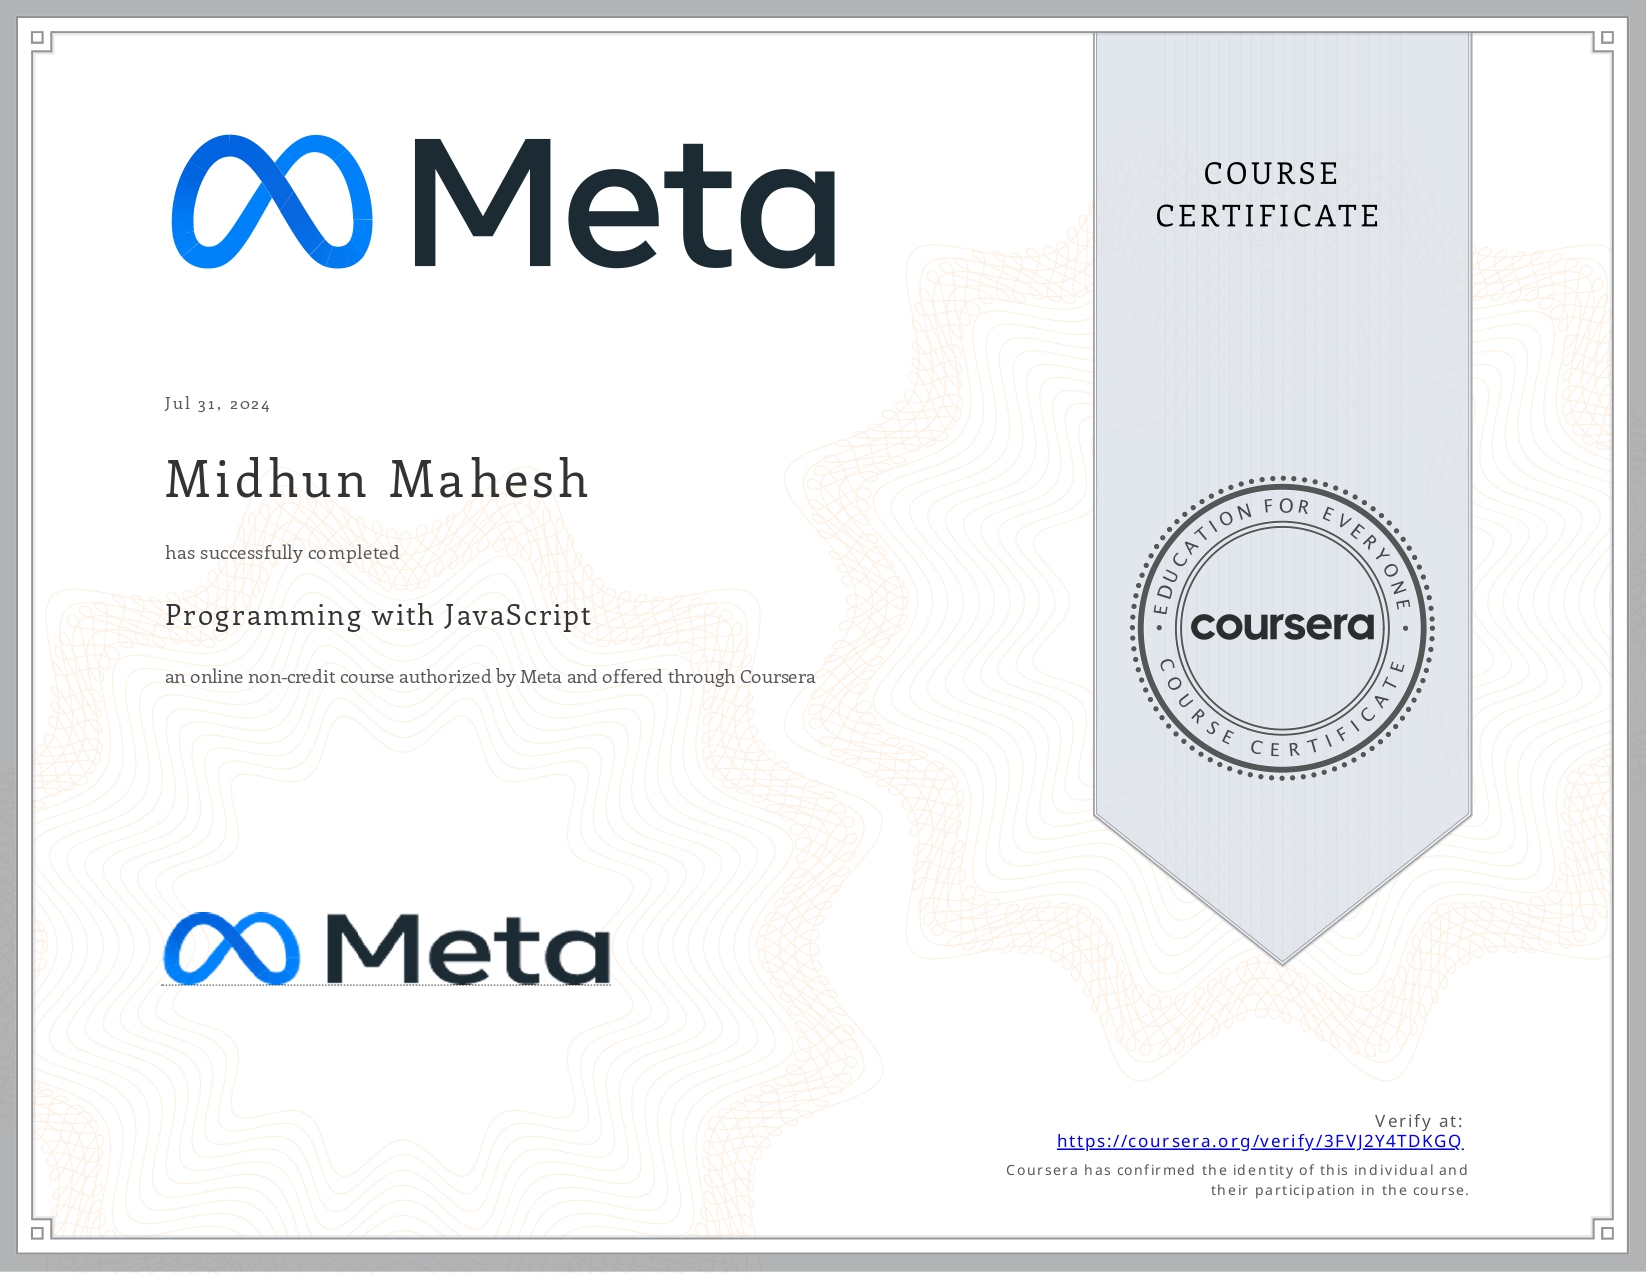 Meta
COURSE
CERTIFICATE
Jul 31, 2024
Midhun Mahesh
has successfully completed
Programming with JavaScript
an online non-credit course authorized by Meta and offered through Coursera
EDUCATION FOR EVERYONE
coursera
COURSE CERTIFICATE
Meta
Verify at:
https://coursera.org/verify/3FVJ2Y4TDKGQ
Coursera has confirmed the identity of this individual and
their participation in the course.